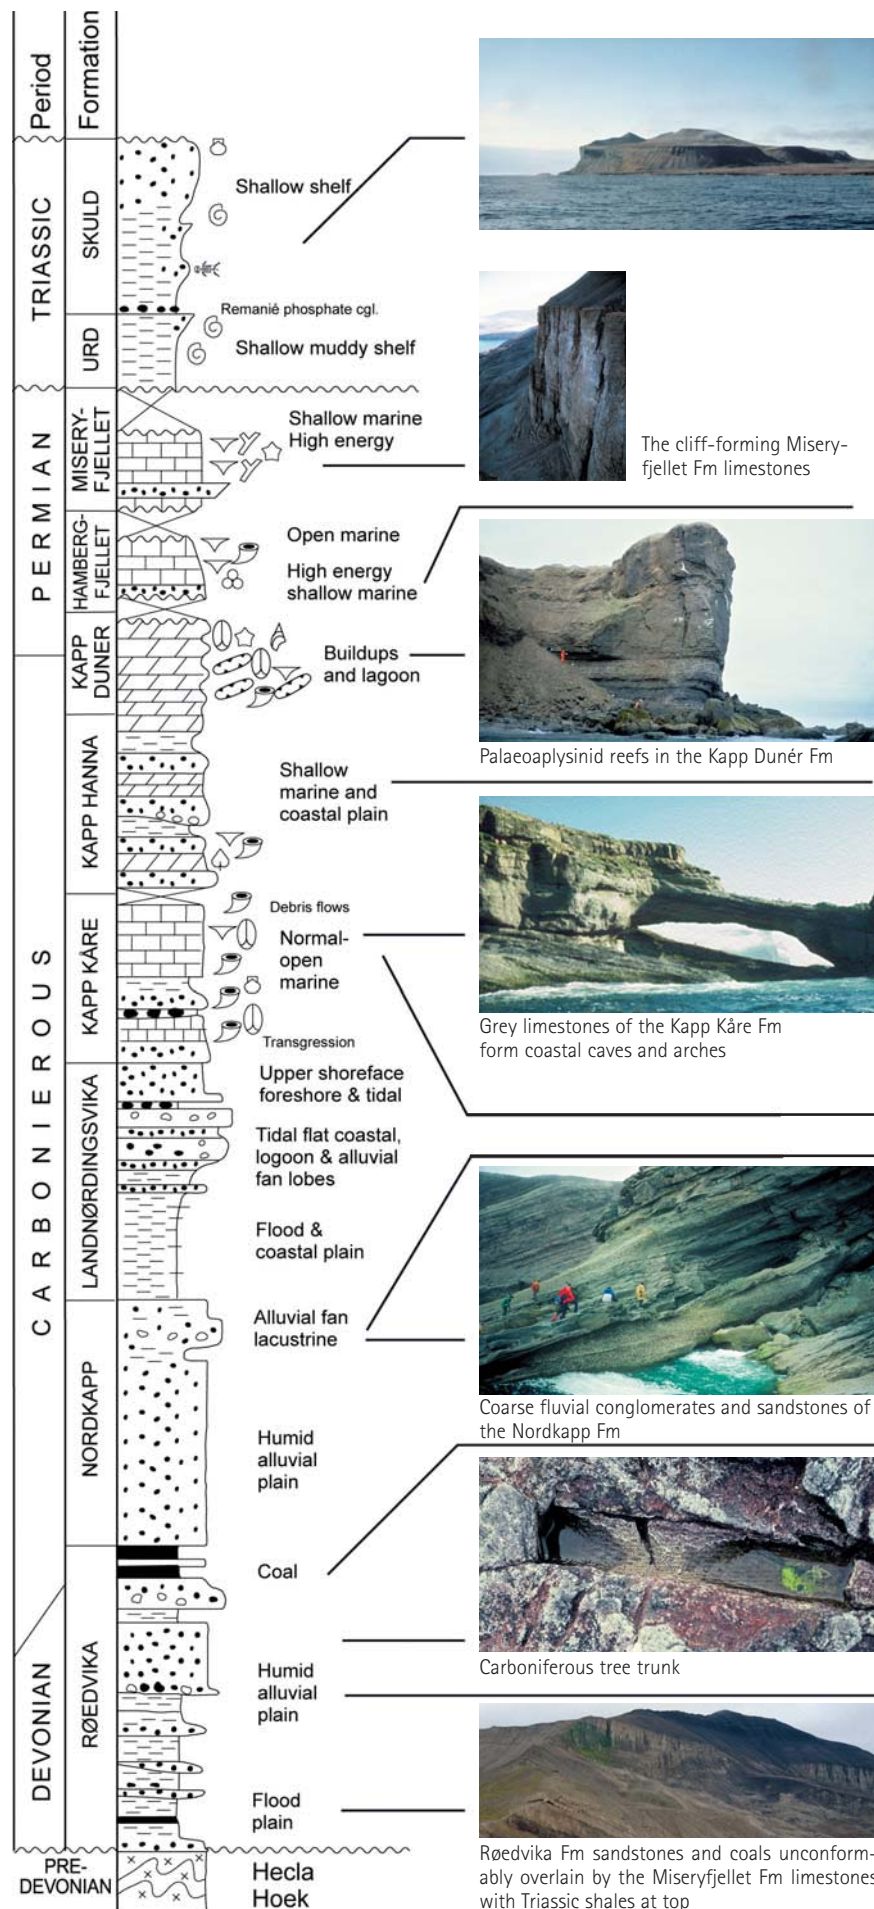 Period
Formation
TRIASSIC
SKULD
URD
Shallow shelf
Remanié phosphate cgl.
Shallow muddy shelf
PERMIAN
MISERY-
FJELLET
Shallow marine
High energy
The cliff-forming Misery-
fjellet Fm limestones
HAMBERG-
FJELLET
Open marine
High energy
shallow marine
KAPP
DUNER
Buildups
and lagoon
Palaeoaplysinid reefs in the Kapp Dunér Fm
CARBONIEROUS
KAPP HANNA
Shallow
marine and
coastal plain
KAPP KÅRE
Debris flows
Normal-
open
marine
Transgression
Grey limestones of the Kapp Kåre Fm
form coastal caves and arches
LANDNØRDINGSVIKA
Upper shoreface
foreshore & tidal
Tidal flat coastal,
logoon & alluvial
fan lobes
Flood &
coastal plain
NORDKAPP
Alluvial fan
lacustrine
Humid
alluvial
plain
Coarse fluvial conglomerates and sandstones of
the Nordkapp Fm
DEVONIAN
RØEDVIKA
Coal
Humid
alluvial
plain
Carboniferous tree trunk
Flood
plain
PRE-
DEVONIAN
Hecla
Hoek
Røedvika Fm sandstones and coals unconform-
ably overlain by the Miseryfjellet Fm limestones
with Triassic shales at top